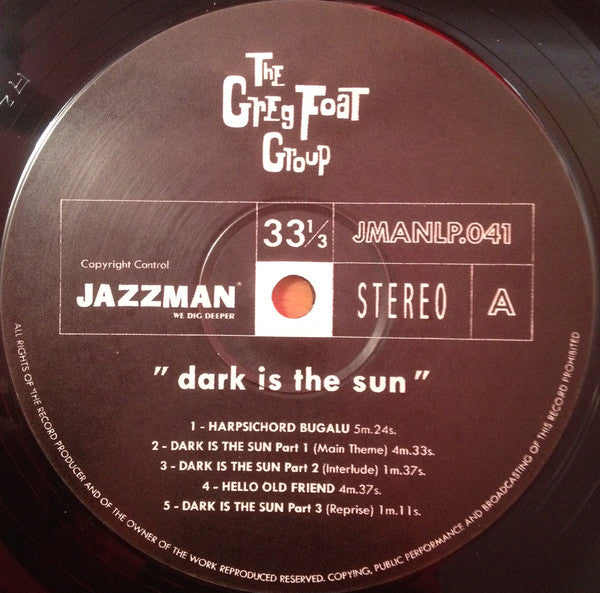 The
Greg Foat
Group
33 1/3
JMANLP.041
Copyright Control
JAZZMAN
WE DIG DEEPER
STEREO
A
" dark is the sun "
1 - HARPSICHORD BUGALU 5m.24s.
2 - DARK IS THE SUN Part 1 (Main Theme) 4m.33s.
3 - DARK IS THE SUN Part 2 (Interlude) 1m.37s.
4 - HELLO OLD FRIEND 4m.37s.
5 - DARK IS THE SUN Part 3 (Reprise) 1m.11s.
ALL RIGHTS OF THE RECORD PRODUCER AND OF THE OWNER OF THE WORK REPRODUCED RESERVED. COPYING, PUBLIC PERFORMANCE AND BROADCASTING OF THIS RECORD PROHIBITED